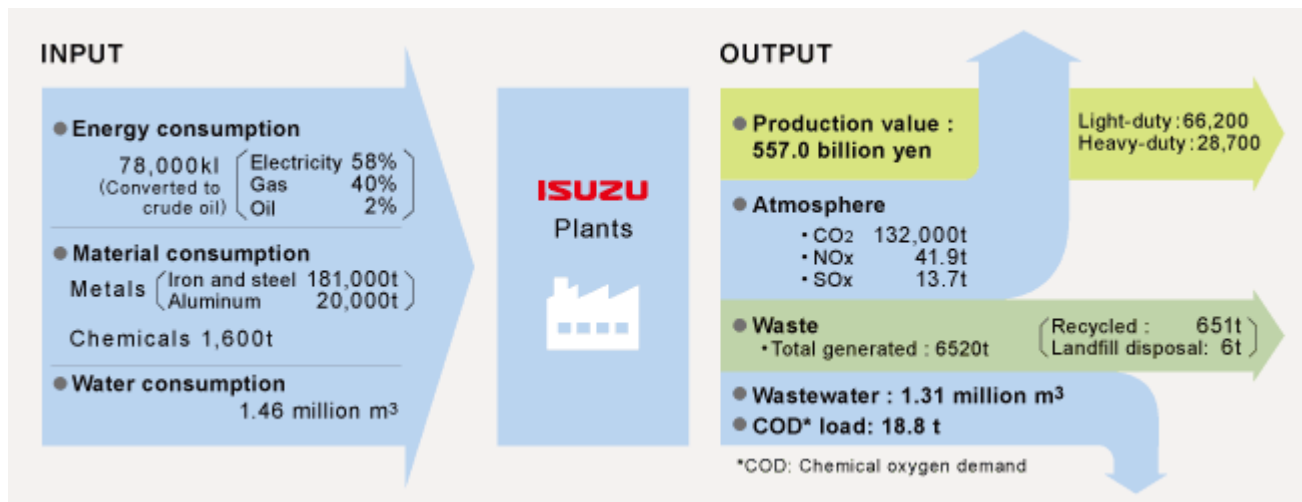 INPUT
Energy consumption
78,000kl
(Converted to
crude oil)
Electricity 58%
Gas 40%
Oil 2%
Material consumption
Metals
Iron and steel 181,000t
Aluminum 20,000t
Chemicals 1,600t
Water consumption
1.46 million m3
ISUZU
Plants
OUTPUT
Production value :
557.0 billion yen
Light-duty : 66,200
Heavy-duty : 28,700
Atmosphere
・CO2 132,000t
・NOx 41.9t
・SOx 13.7t
Waste
・Total generated : 6520t
Recycled : 651t
Landfill disposal: 6t
Wastewater : 1.31 million m3
COD* load: 18.8 t
*COD: Chemical oxygen demand